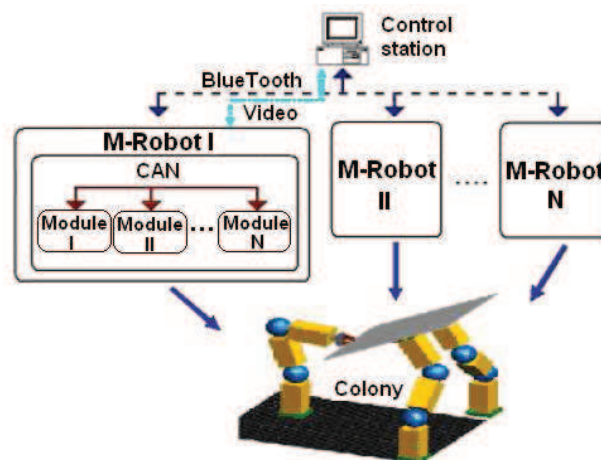 Control
station
BlueTooth
Video
M-Robot I
CAN
Module
I
Module
II
...
Module
N
M-Robot
II
....
M-Robot
N
Colony